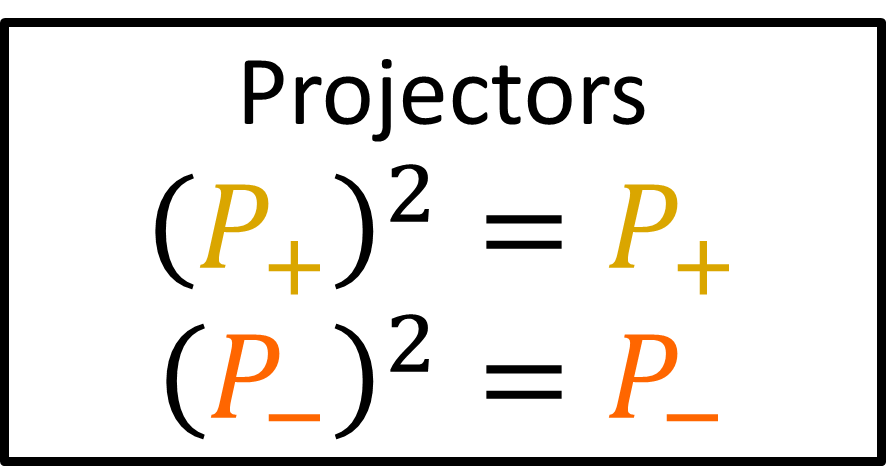 Projectors
(P₊)² = P₊
(P₋)² = P₋